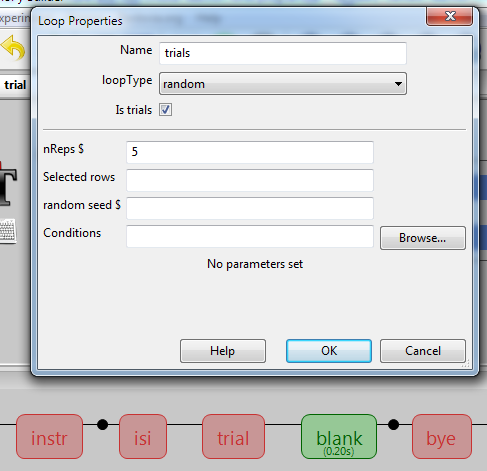 Loop Properties
Name trials
loopType random
Is trials
nReps $ 5
Selected rows
random seed $
Conditions
Browse...
No parameters set
Help OK Cancel
trial
instr isi trial blank bye
(0.20s)